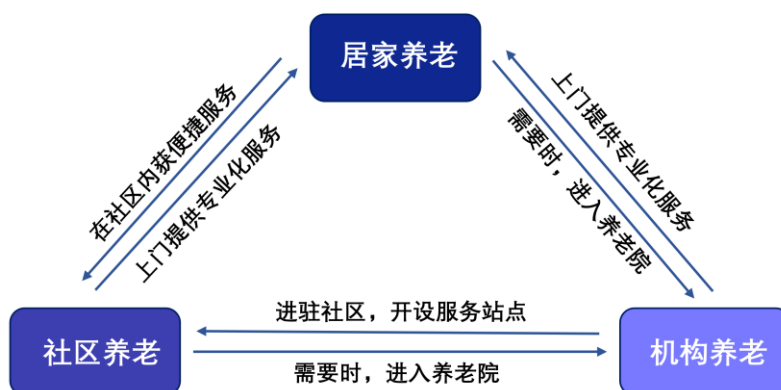 居家养老
在社区内获便捷服务
上门提供专业化服务
上门提供专业化服务
需要时，进入养老院
进驻社区，开设服务站点
社区养老
机构养老
需要时，进入养老院